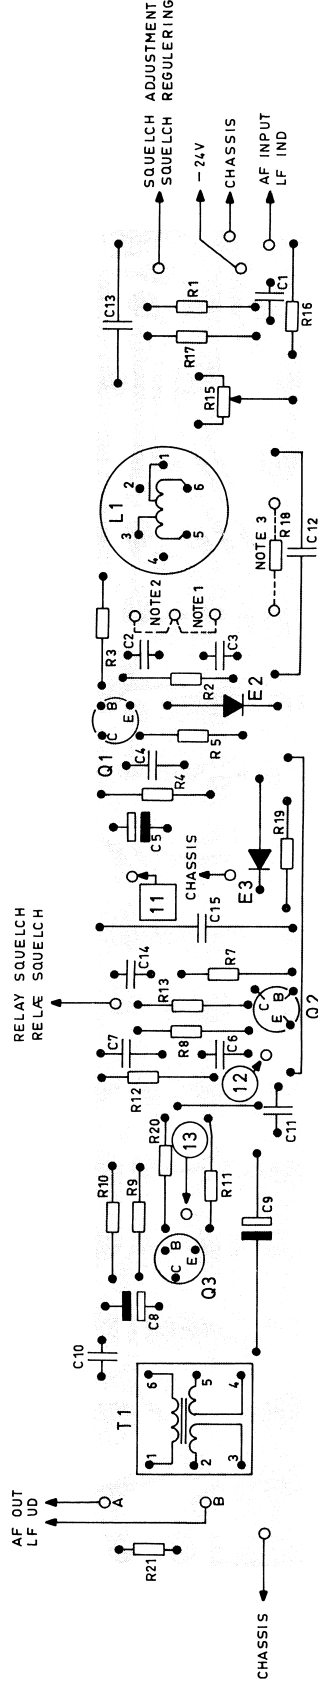 SQUELCH ADJUSTMENT
SQUELCH REGULERING
-24V
CHASSIS
AF INPUT
LF IND
C13
R1
R17
C1
R16
R15
L1
1
2
3
4
5
6
NOTE 3
R18
C12
NOTE 2
NOTE 1
R3
C2
C3
R2
E2
Q1
C
B
E
R5
C4
R4
C5
11
CHASSIS
E3
R19
C15
RELAY SQUELCH
RELÆ SQUELCH
C14
R7
R13
Q2
C
B
E
R8
C7
C6
R12
12
C11
R20
13
R11
R10
R9
Q3
C
B
E
C9
C8
C10
T1
6
5
4
1
2
3
AF OUT
LF UD
A
B
R21
CHASSIS